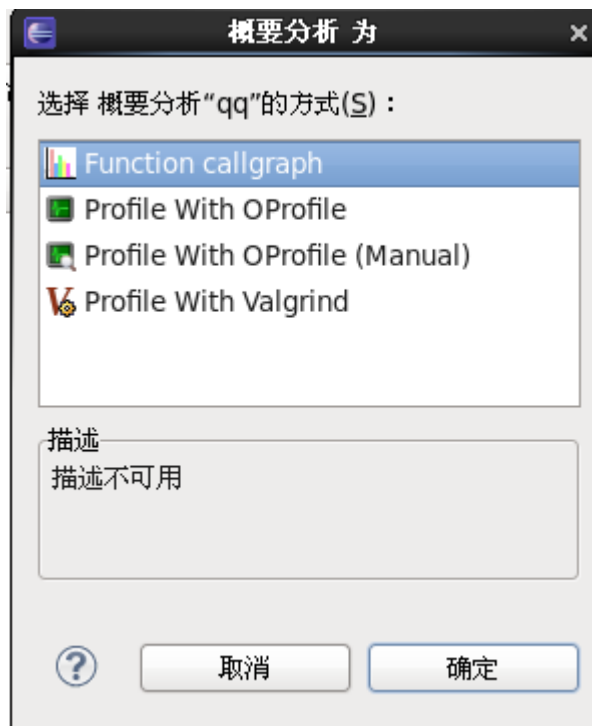 概要分析 为
选择 概要分析“qq”的方式(S)：
Function callgraph
Profile With OProfile
Profile With OProfile (Manual)
Profile With Valgrind
描述
描述不可用
取消
确定